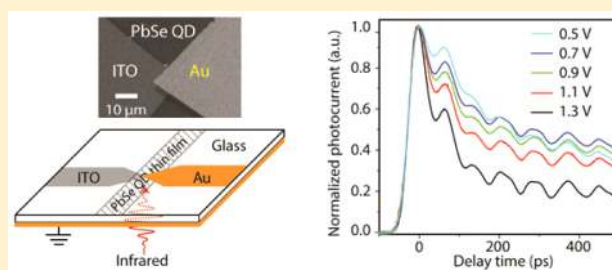 PbSe QD
ITO
Au
10 µm
Glass
ITO
PbSe QD thin film
Au
Infrared
Normalized photocurrent (a.u.)
1.0
0.8
0.6
0.4
0.2
0.0
0.5 V
0.7 V
0.9 V
1.1 V
1.3 V
0
200
400
Delay time (ps)